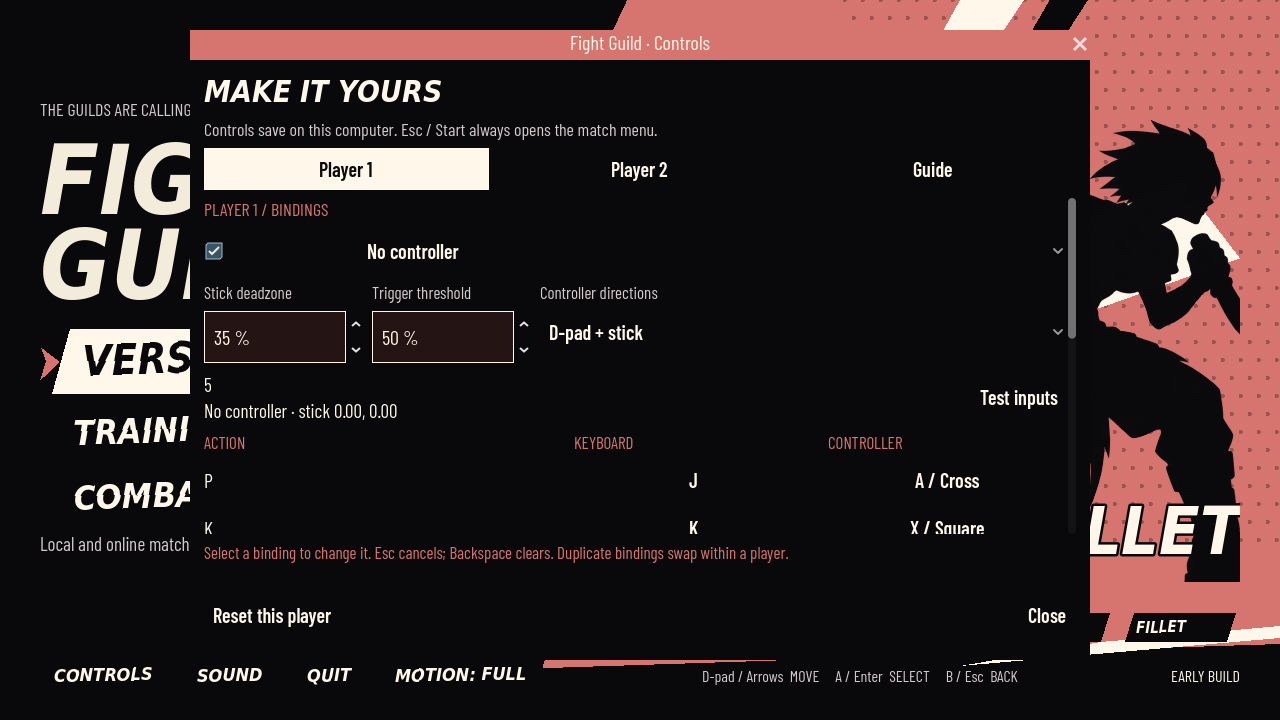 Fight Guild · Controls
MAKE IT YOURS
Controls save on this computer. Esc / Start always opens the match menu.
Player 1 Player 2 Guide
PLAYER 1 / BINDINGS
No controller
Stick deadzone Trigger threshold Controller directions
35 % 50 % D-pad + stick
5
No controller · stick 0.00, 0.00
Test inputs
ACTION KEYBOARD CONTROLLER
P J A / Cross
K K X / Square
Select a binding to change it. Esc cancels; Backspace clears. Duplicate bindings swap within a player.
Reset this player Close
THE GUILDS ARE CALLING
FIG
GUI
VERS
TRAINI
COMBA
Local and online match
LLET
FILLET
CONTROLS SOUND QUIT MOTION: FULL
D-pad / Arrows MOVE A / Enter SELECT B / Esc BACK
EARLY BUILD